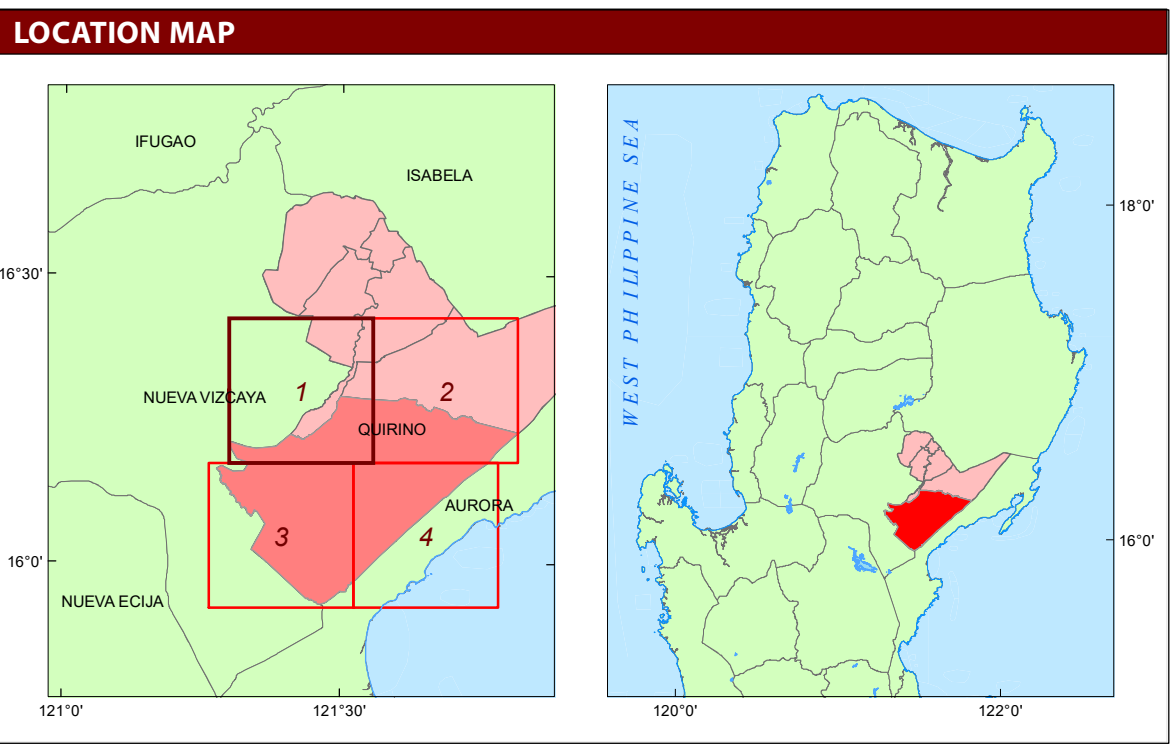 LOCATION MAP
IFUGAO
ISABELA
16°30'
NUEVA VIZCAYA
1
2
QUIRINO
AURORA
3
4
16°0'
NUEVA ECIJA
121°0'
121°30'
WEST PHILIPPINE SEA
18°0'
16°0'
120°0'
122°0'